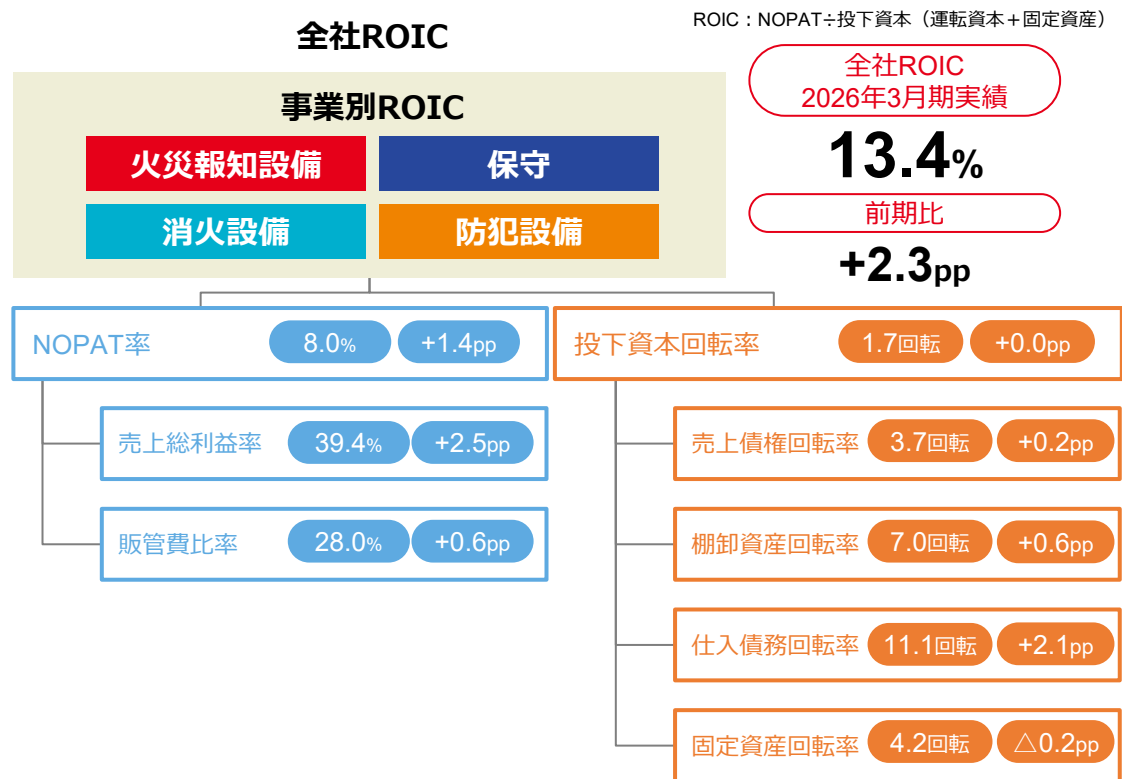 ROIC：NOPAT÷投下資本（運転資本＋固定資産）
全社ROIC
事業別ROIC
火災報知設備
保守
消火設備
防犯設備
全社ROIC
2026年3月期実績
13.4%
前期比
+2.3pp
NOPAT率 8.0% +1.4pp
売上総利益率 39.4% +2.5pp
販管費比率 28.0% +0.6pp
投下資本回転率 1.7回転 +0.0pp
売上債権回転率 3.7回転 +0.2pp
棚卸資産回転率 7.0回転 +0.6pp
仕入債務回転率 11.1回転 +2.1pp
固定資産回転率 4.2回転 △0.2pp